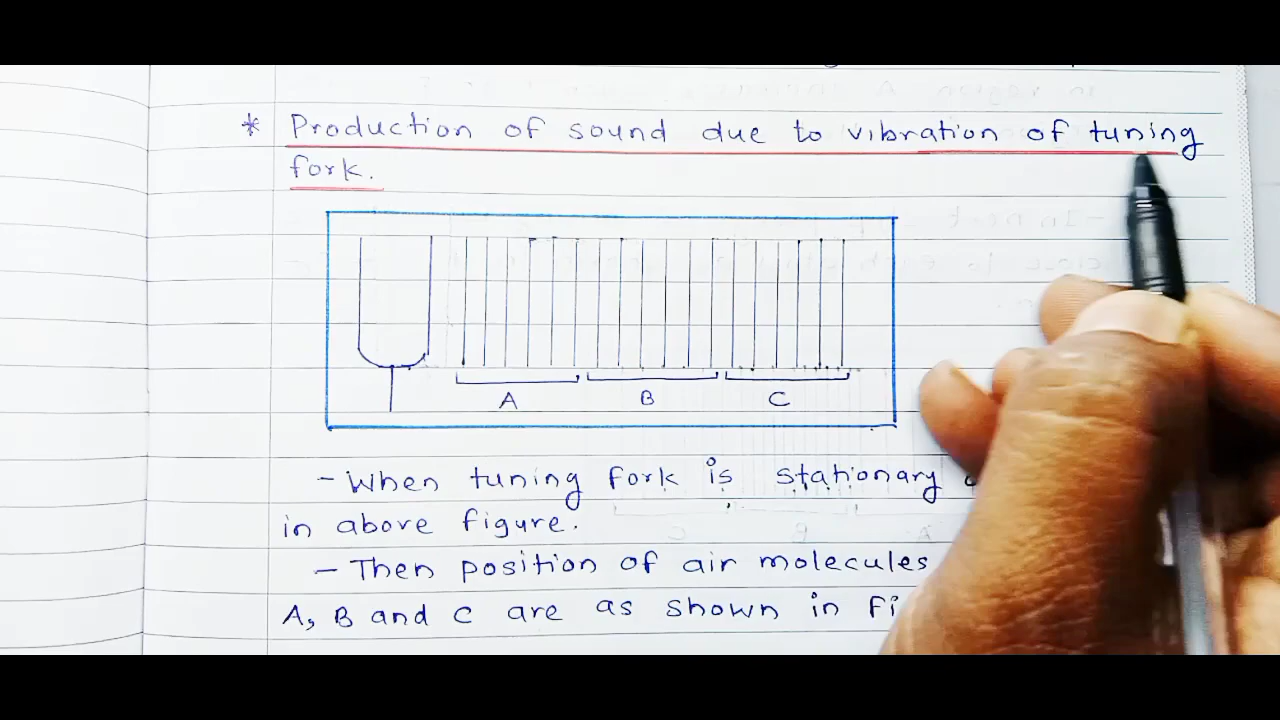 * Production of sound due to vibration of tuning
fork.
A B C
- When tuning fork is stationary
in above figure.
- Then position of air molecules
A, B and C are as shown in